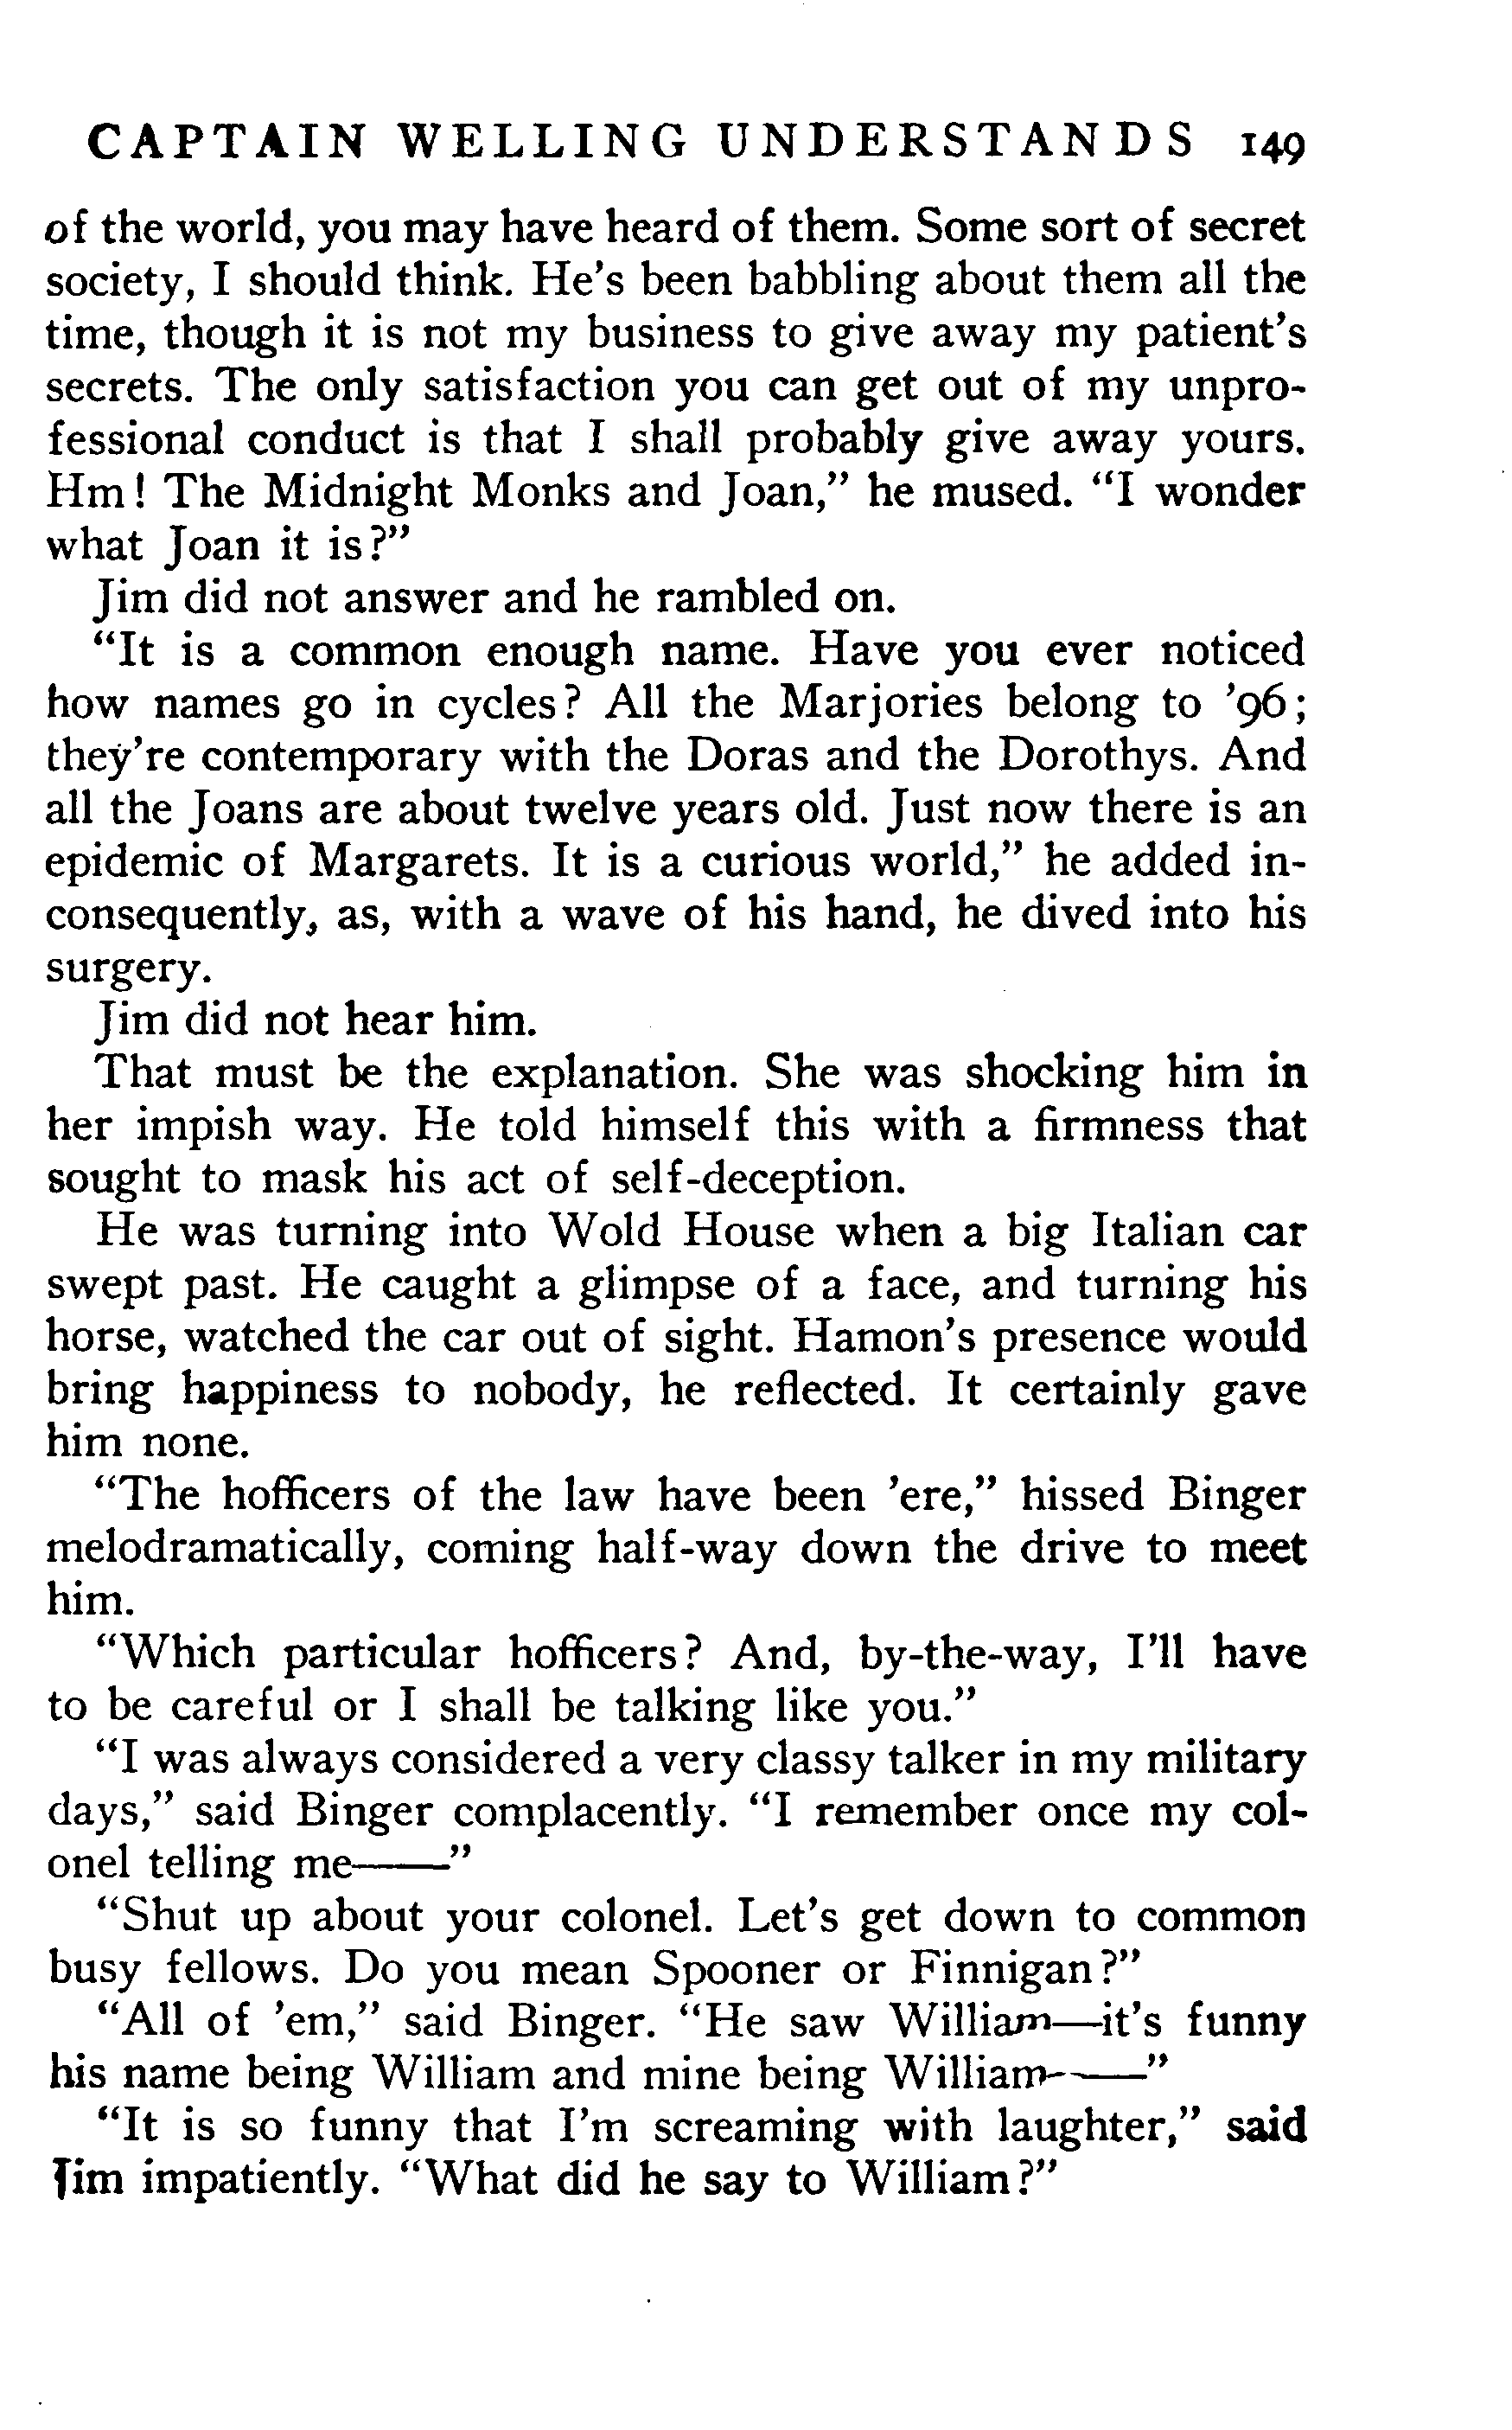 CAPTAIN WELLING UNDERSTANDS 149
of the world, you may have heard of them. Some sort of secret
society, I should think. He's been babbling about them all the
time, though it is not my business to give away my patient's
secrets. The only satisfaction you can get out of my unpro-
fessional conduct is that I shall probably give away yours.
Hm! The Midnight Monks and Joan,” he mused. “I wonder
what Joan it is?”
Jim did not answer and he rambled on.
“It is a common enough name. Have you ever noticed
how names go in cycles? All the Marjories belong to ’96;
they're contemporary with the Doras and the Dorothys. And
all the Joans are about twelve years old. Just now there is an
epidemic of Margarets. It is a curious world,” he added in-
consequently, as, with a wave of his hand, he dived into his
surgery.
Jim did not hear him.
That must be the explanation. She was shocking him in
her impish way. He told himself this with a firmness that
sought to mask his act of self-deception.
He was turning into Wold House when a big Italian car
swept past. He caught a glimpse of a face, and turning his
horse, watched the car out of sight. Hamon's presence would
bring happiness to nobody, he reflected. It certainly gave
him none.
“The hofficers of the law have been ’ere,” hissed Binger
melodramatically, coming half-way down the drive to meet
him.
“Which particular hofficers? And, by-the-way, I'll have
to be careful or I shall be talking like you.”
“I was always considered a very classy talker in my military
days,” said Binger complacently. “I remember once my col-
onel telling me——”
“Shut up about your colonel. Let's get down to common
busy fellows. Do you mean Spooner or Finnigan?”
“All of ’em,” said Binger. “He saw William—it's funny
his name being William and mine being William——”
“It is so funny that I'm screaming with laughter,” said
Jim impatiently. “What did he say to William?”